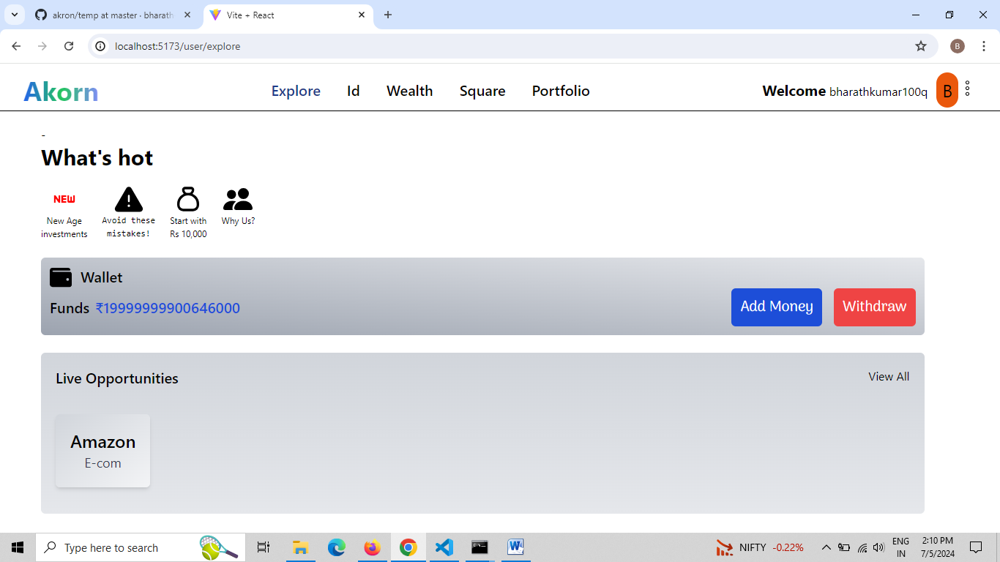 akron/temp at master · bharath
Vite + React
localhost:5173/user/explore
B
Akorn
Explore
Id
Wealth
Square
Portfolio
Welcome bharathkumar100q
B
-
What's hot
NEW
New Age
investments
Avoid these
mistakes!
Start with
Rs 10,000
Why Us?
Wallet
Funds ₹19999999900646000
Add Money
Withdraw
Live Opportunities
View All
Amazon
E-com
Type here to search
NIFTY -0.22%
ENG
IN
2:10 PM
7/5/2024